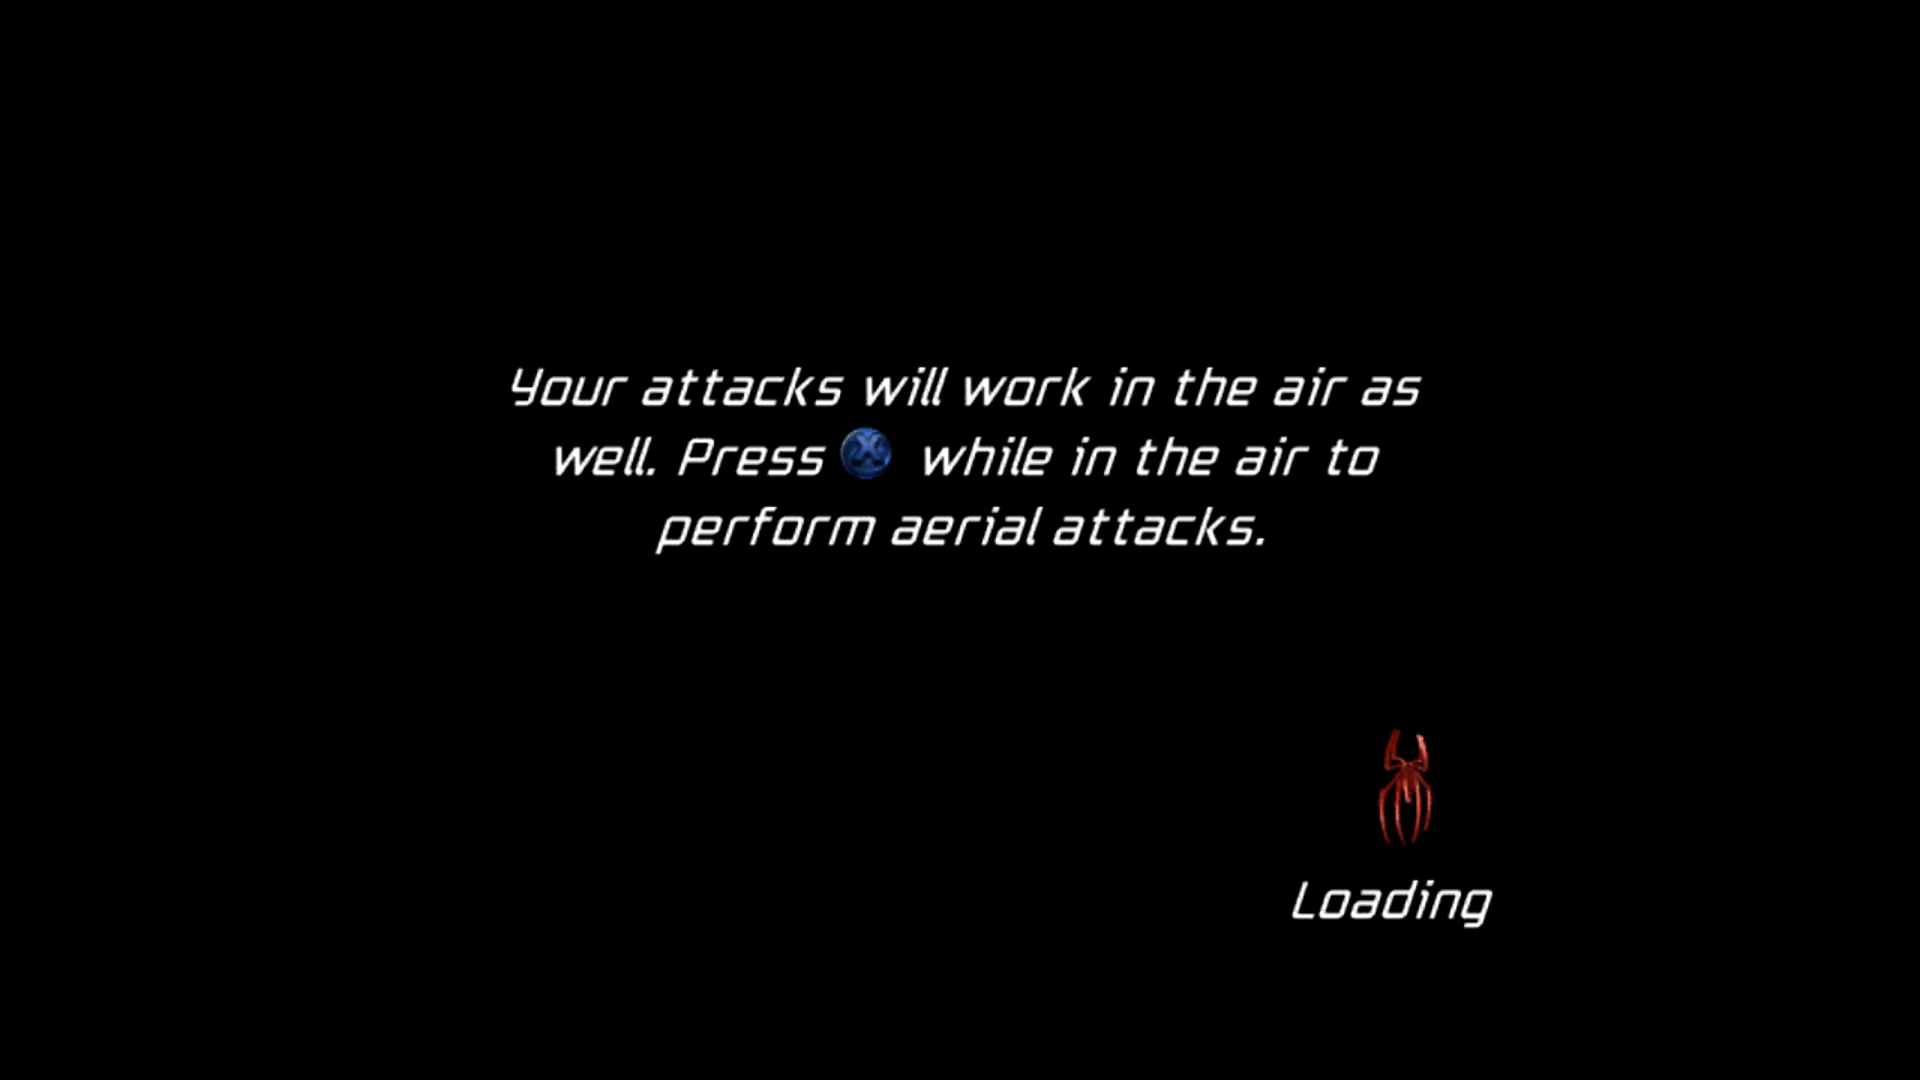 Your attacks will work in the air as
well. Press X while in the air to
perform aerial attacks.
Loading